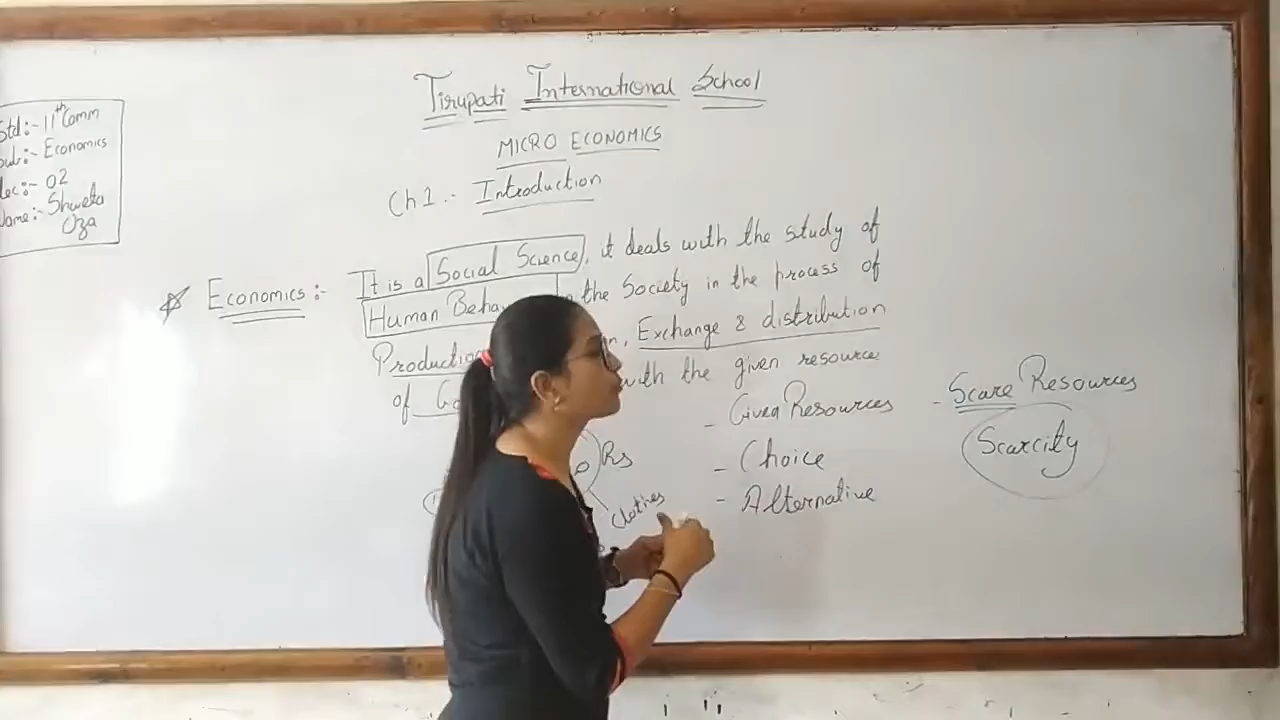 Tirupati International School
MICRO ECONOMICS
Ch 1.- Introduction
Std:- 11th Comm
Sub:- Economics
Lec:- 02
Name:- Shweta
Oza
Economics:- It is a Social Science, it deals with the study of
Human the Society in the process of
Production Exchange & distribution
of with the given resource
- Given Resources
- Choice
- Alternative
- Scare Resources
Scarcity
Rs
Clothes